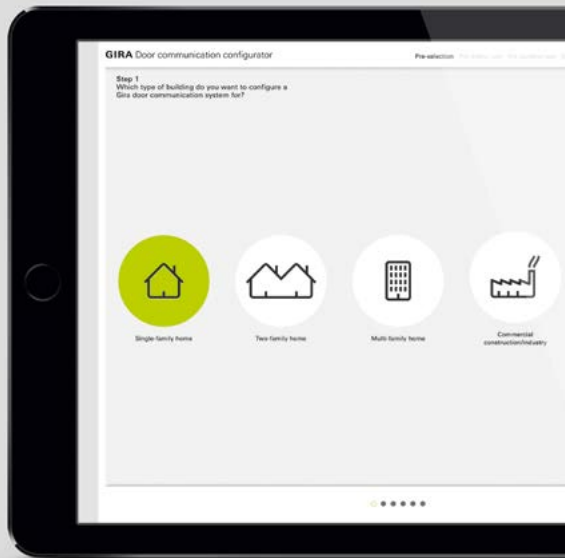 GIRA Door communication configurator
Pre-selection
Step 1
Which type of building do you want to configure a
Gira door communication system for?
Single-family home
Two-family home
Multi-family home
Commercial
construction/industry